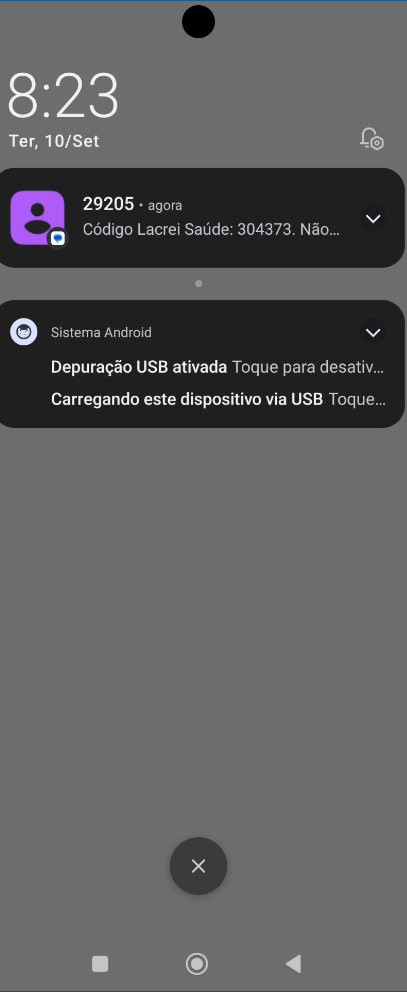 8:23
Ter, 10/Set
29205 • agora
Código Lacrei Saúde: 304373. Não...
Sistema Android
Depuração USB ativada Toque para desativ...
Carregando este dispositivo via USB Toque...